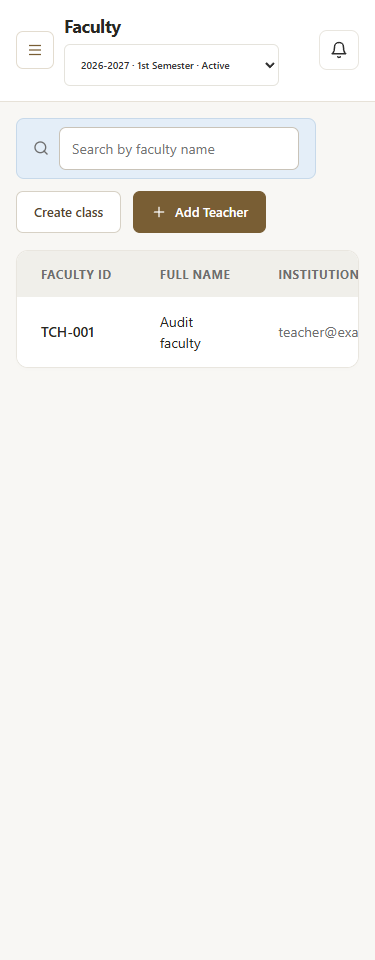 Faculty
2026-2027 · 1st Semester · Active
Search by faculty name
Create class
Add Teacher
FACULTY ID FULL NAME INSTITUTION
TCH-001 Audit faculty teacher@exa